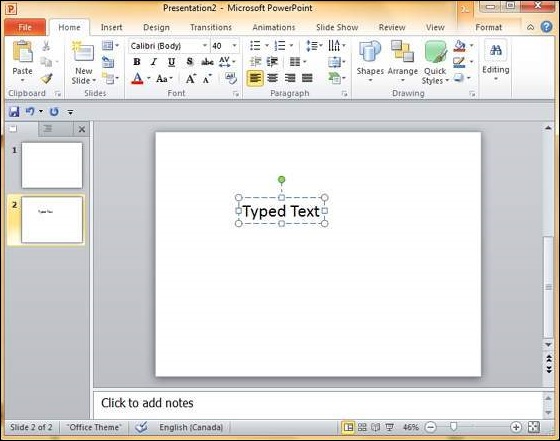 Presentation2 - Microsoft PowerPoint
File Home Insert Design Transitions Animations Slide Show Review View Format
Calibri (Body) 40
Paste New Slide Shapes Arrange Quick Styles Editing
B I U S abc AV
A Aa A A
Clipboard Slides Font Paragraph Drawing
1
2
Typed Text
Typed Text
Click to add notes
Slide 2 of 2 "Office Theme" English (Canada) 46%